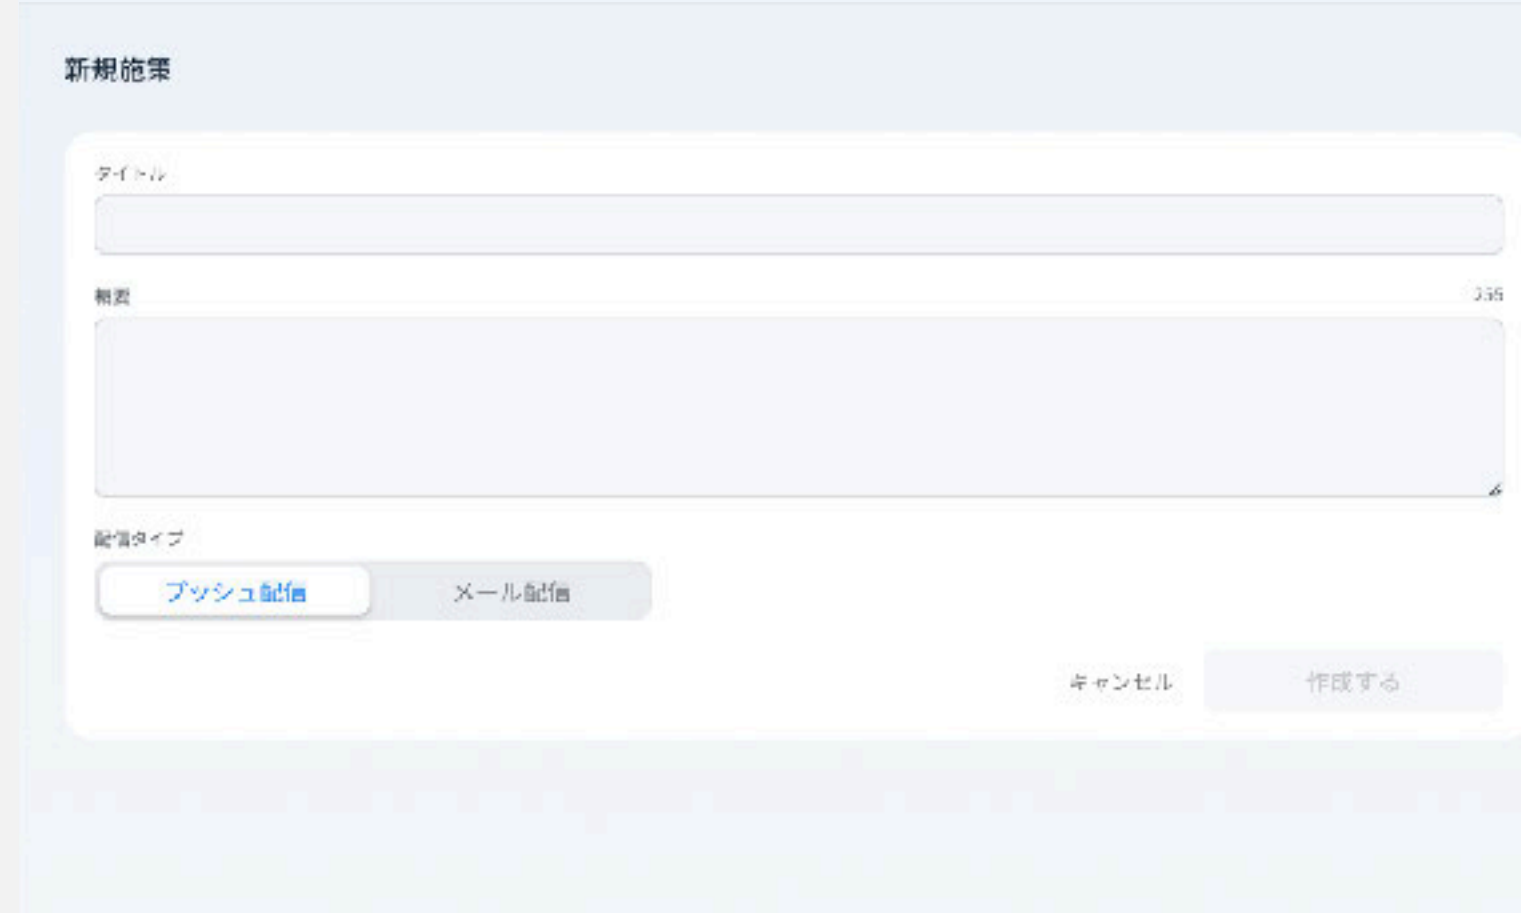 新規施策
タイトル
概要
255
配信タイプ
プッシュ配信
メール配信
キャンセル
作成する